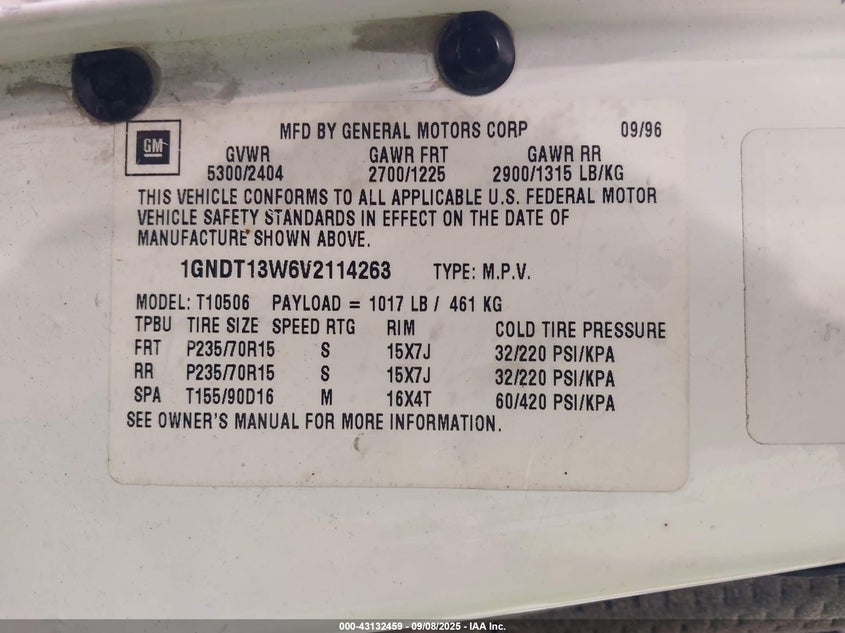 GM
MFD BY GENERAL MOTORS CORP 09/96
GVWR GAWR FRT GAWR RR
5300/2404 2700/1225 2900/1315 LB/KG
THIS VEHICLE CONFORMS TO ALL APPLICABLE U.S. FEDERAL MOTOR
VEHICLE SAFETY STANDARDS IN EFFECT ON THE DATE OF
MANUFACTURE SHOWN ABOVE.
1GNDT13W6V2114263 TYPE: M.P.V.
MODEL: T10506 PAYLOAD = 1017 LB / 461 KG
TPBU TIRE SIZE SPEED RTG RIM COLD TIRE PRESSURE
FRT P235/70R15 S 15X7J 32/220 PSI/KPA
RR P235/70R15 S 15X7J 32/220 PSI/KPA
SPA T155/90D16 M 16X4T 60/420 PSI/KPA
SEE OWNER'S MANUAL FOR MORE INFORMATION.
000-43132459 - 09/08/2025 - IAA Inc.